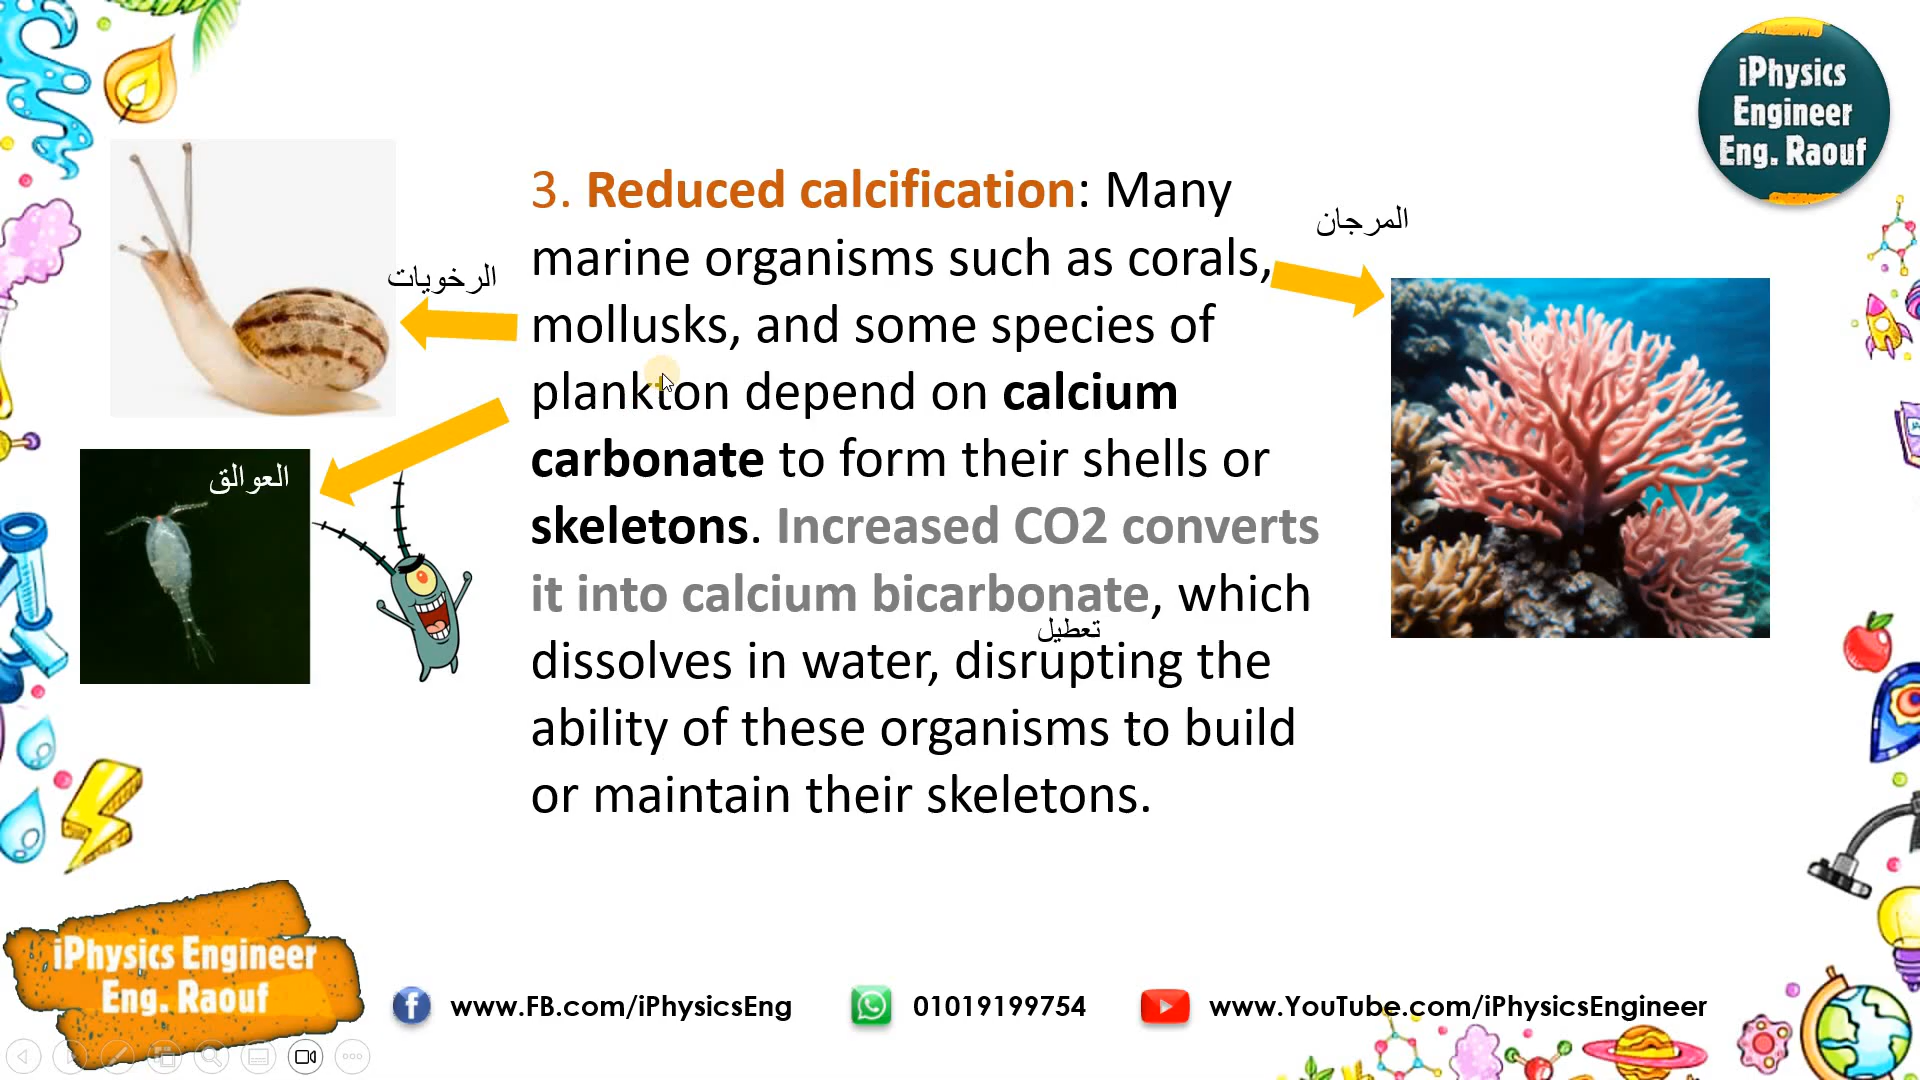 iPhysics
Engineer
Eng. Raouf
3. Reduced calcification: Many
marine organisms such as corals,
mollusks, and some species of
plankton depend on calcium
carbonate to form their shells or
skeletons. Increased CO2 converts
it into calcium bicarbonate, which
dissolves in water, disrupting the
ability of these organisms to build
or maintain their skeletons.
المرجان
الرخويات
العوالق
تعطيل
iPhysics Engineer
Eng. Raouf
www.FB.com/iPhysicsEng
01019199754
www.YouTube.com/iPhysicsEngineer